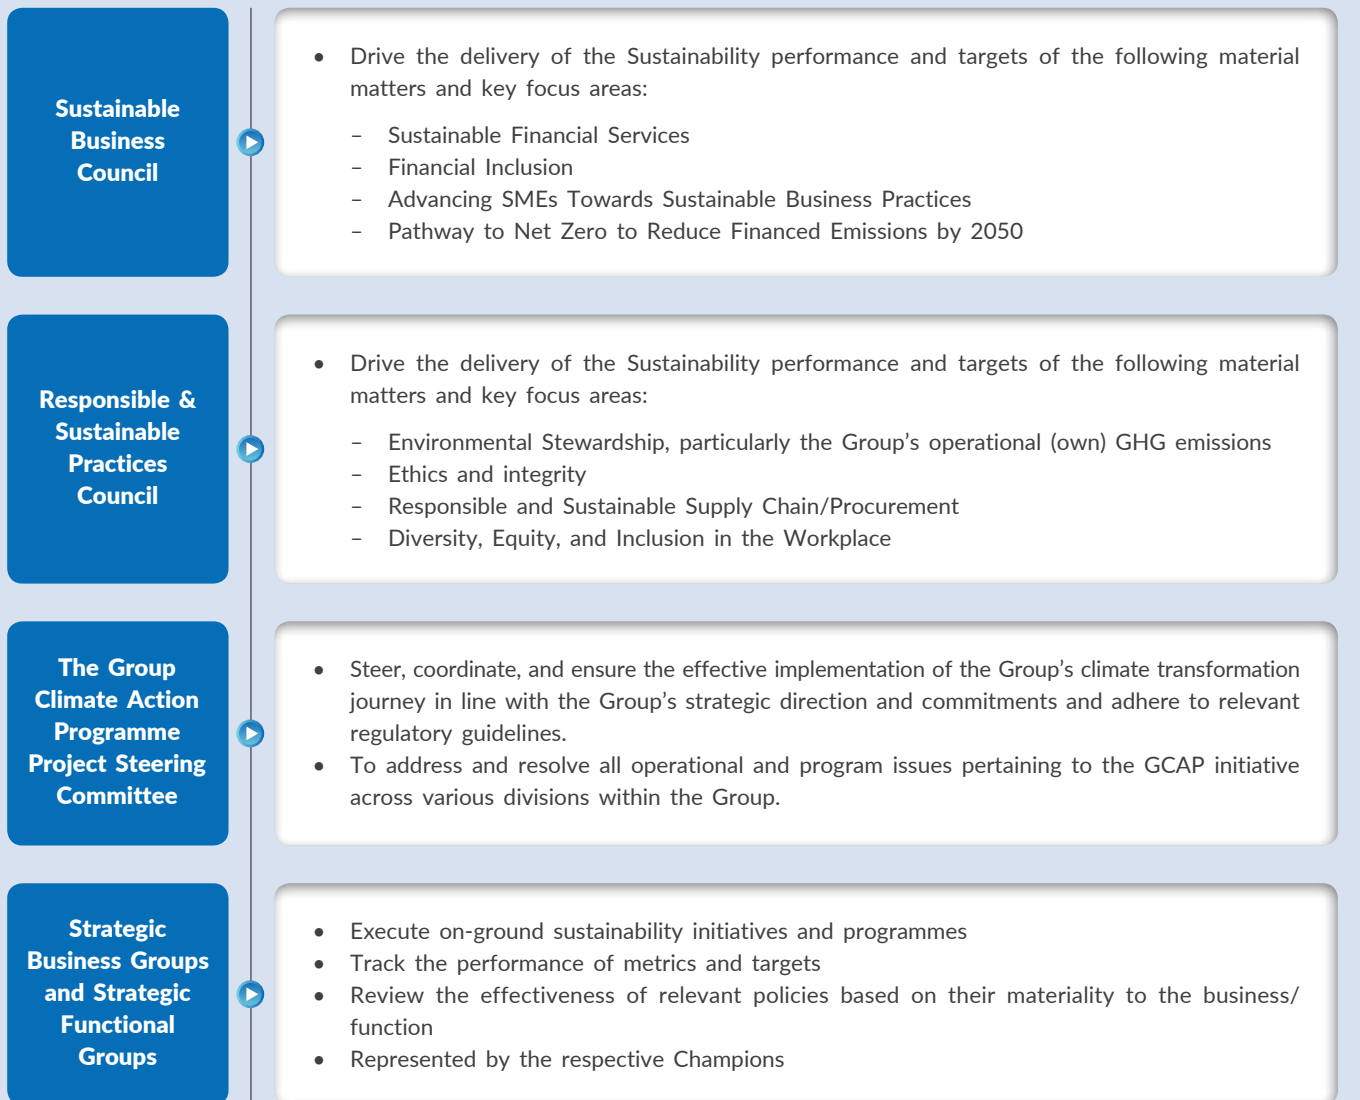 Sustainable
Business
Council
• Drive the delivery of the Sustainability performance and targets of the following material
matters and key focus areas:
– Sustainable Financial Services
– Financial Inclusion
– Advancing SMEs Towards Sustainable Business Practices
– Pathway to Net Zero to Reduce Financed Emissions by 2050
Responsible &
Sustainable
Practices
Council
• Drive the delivery of the Sustainability performance and targets of the following material
matters and key focus areas:
– Environmental Stewardship, particularly the Group’s operational (own) GHG emissions
– Ethics and integrity
– Responsible and Sustainable Supply Chain/Procurement
– Diversity, Equity, and Inclusion in the Workplace
The Group
Climate Action
Programme
Project Steering
Committee
• Steer, coordinate, and ensure the effective implementation of the Group’s climate transformation
journey in line with the Group’s strategic direction and commitments and adhere to relevant
regulatory guidelines.
• To address and resolve all operational and program issues pertaining to the GCAP initiative
across various divisions within the Group.
Strategic
Business Groups
and Strategic
Functional
Groups
• Execute on-ground sustainability initiatives and programmes
• Track the performance of metrics and targets
• Review the effectiveness of relevant policies based on their materiality to the business/
function
• Represented by the respective Champions